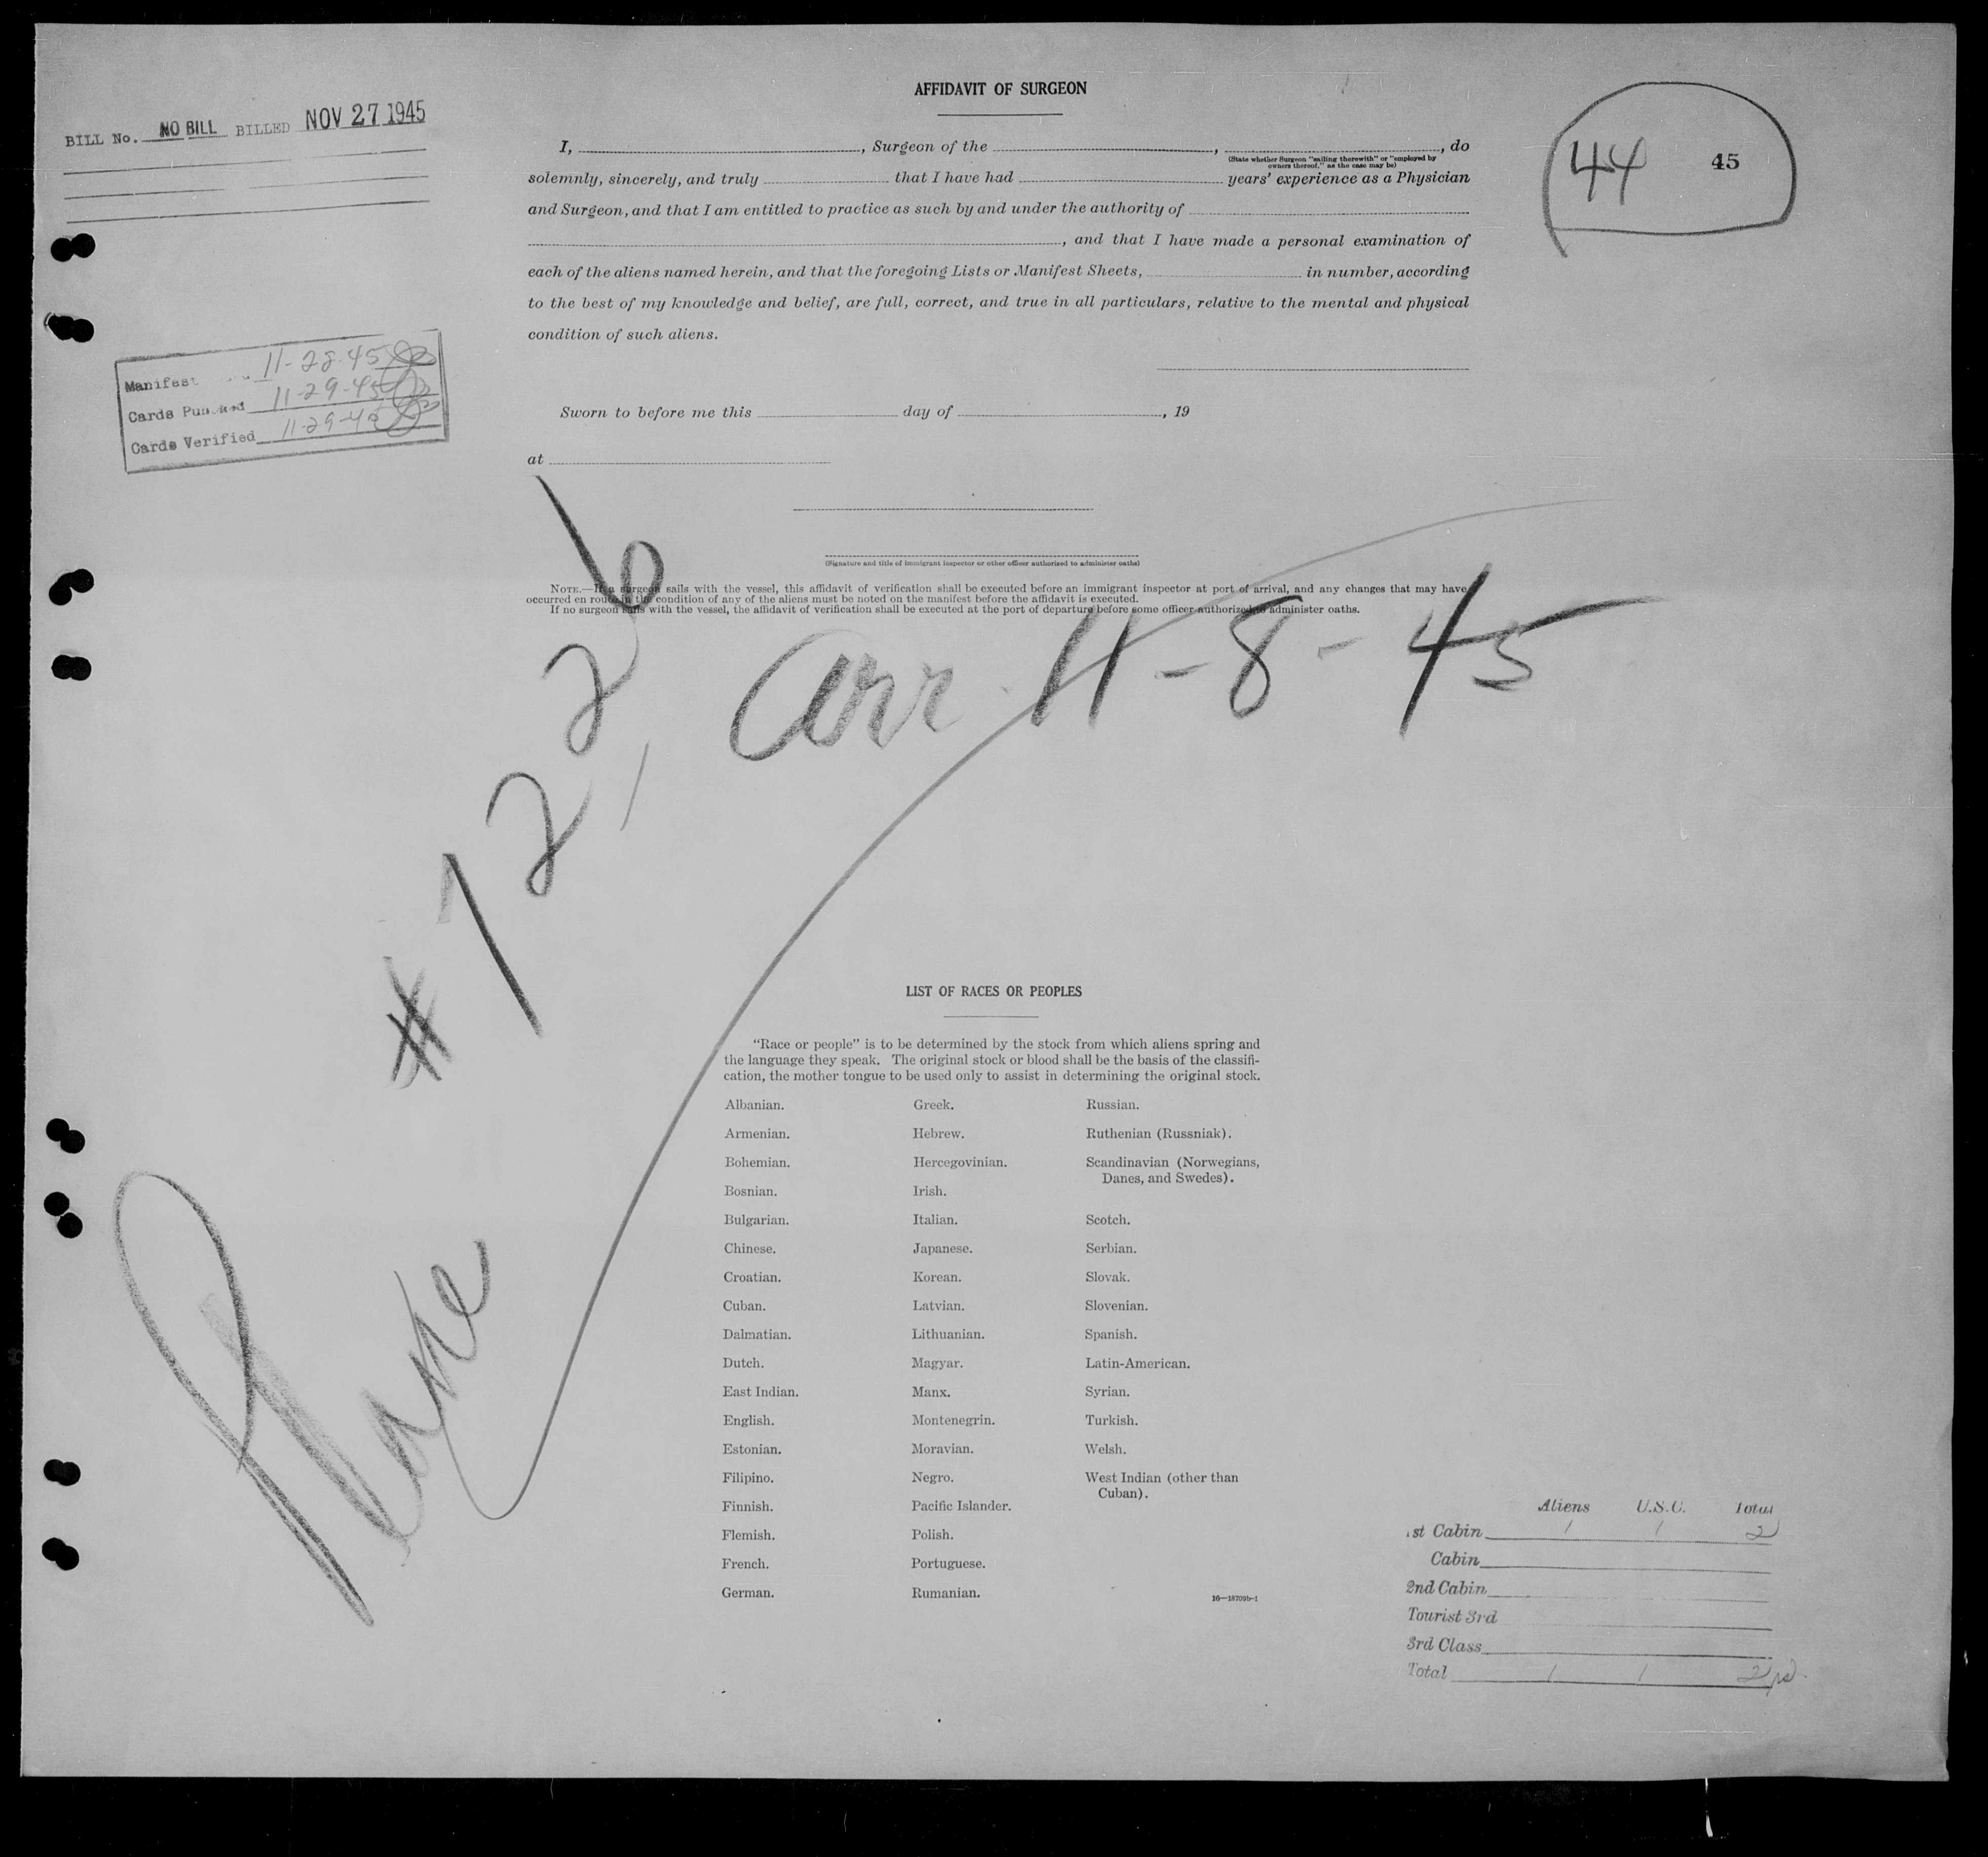 AFFIDAVIT OF SURGEON
BILL No. NO BILL BILLED NOV 27 1945
44 45
I, , Surgeon of the , , do
(State whether Surgeon "sailing therewith" or "employed by
owners thereof," as the case may be)
solemnly, sincerely, and truly that I have had years' experience as a Physician
and Surgeon, and that I am entitled to practice as such by and under the authority of
, and that I have made a personal examination of
each of the aliens named herein, and that the foregoing Lists or Manifest Sheets, in number, according
to the best of my knowledge and belief, are full, correct, and true in all particulars, relative to the mental and physical
condition of such aliens.
Manifest 11-28-45
Cards Punched 11-29-45
Cards Verified 11-29-45
Sworn to before me this day of , 19
at
(Signature and title of immigrant inspector or other officer authorized to administer oaths)
NOTE.—If a surgeon sails with the vessel, this affidavit of verification shall be executed before an immigrant inspector at port of arrival, and any changes that may have
occurred en route in the condition of any of the aliens must be noted on the manifest before the affidavit is executed.
If no surgeon sails with the vessel, the affidavit of verification shall be executed at the port of departure before some officer authorized to administer oaths.
Plane #1226
arr. 11-8-45
LIST OF RACES OR PEOPLES
"Race or people" is to be determined by the stock from which aliens spring and
the language they speak. The original stock or blood shall be the basis of the classifi-
cation, the mother tongue to be used only to assist in determining the original stock.
Albanian.
Armenian.
Bohemian.
Bosnian.
Bulgarian.
Chinese.
Croatian.
Cuban.
Dalmatian.
Dutch.
East Indian.
English.
Estonian.
Filipino.
Finnish.
Flemish.
French.
German.
Greek.
Hebrew.
Hercegovinian.
Irish.
Italian.
Japanese.
Korean.
Latvian.
Lithuanian.
Magyar.
Manx.
Montenegrin.
Moravian.
Negro.
Pacific Islander.
Polish.
Portuguese.
Rumanian.
Russian.
Ruthenian (Russniak).
Scandinavian (Norwegians,
Danes, and Swedes).
Scotch.
Serbian.
Slovak.
Slovenian.
Spanish.
Latin-American.
Syrian.
Turkish.
Welsh.
West Indian (other than
Cuban).
16—18709b-1
Aliens U.S.C. Total
1st Cabin 1 1 2
Cabin
2nd Cabin
Tourist 3rd
3rd Class
Total 1 1 2